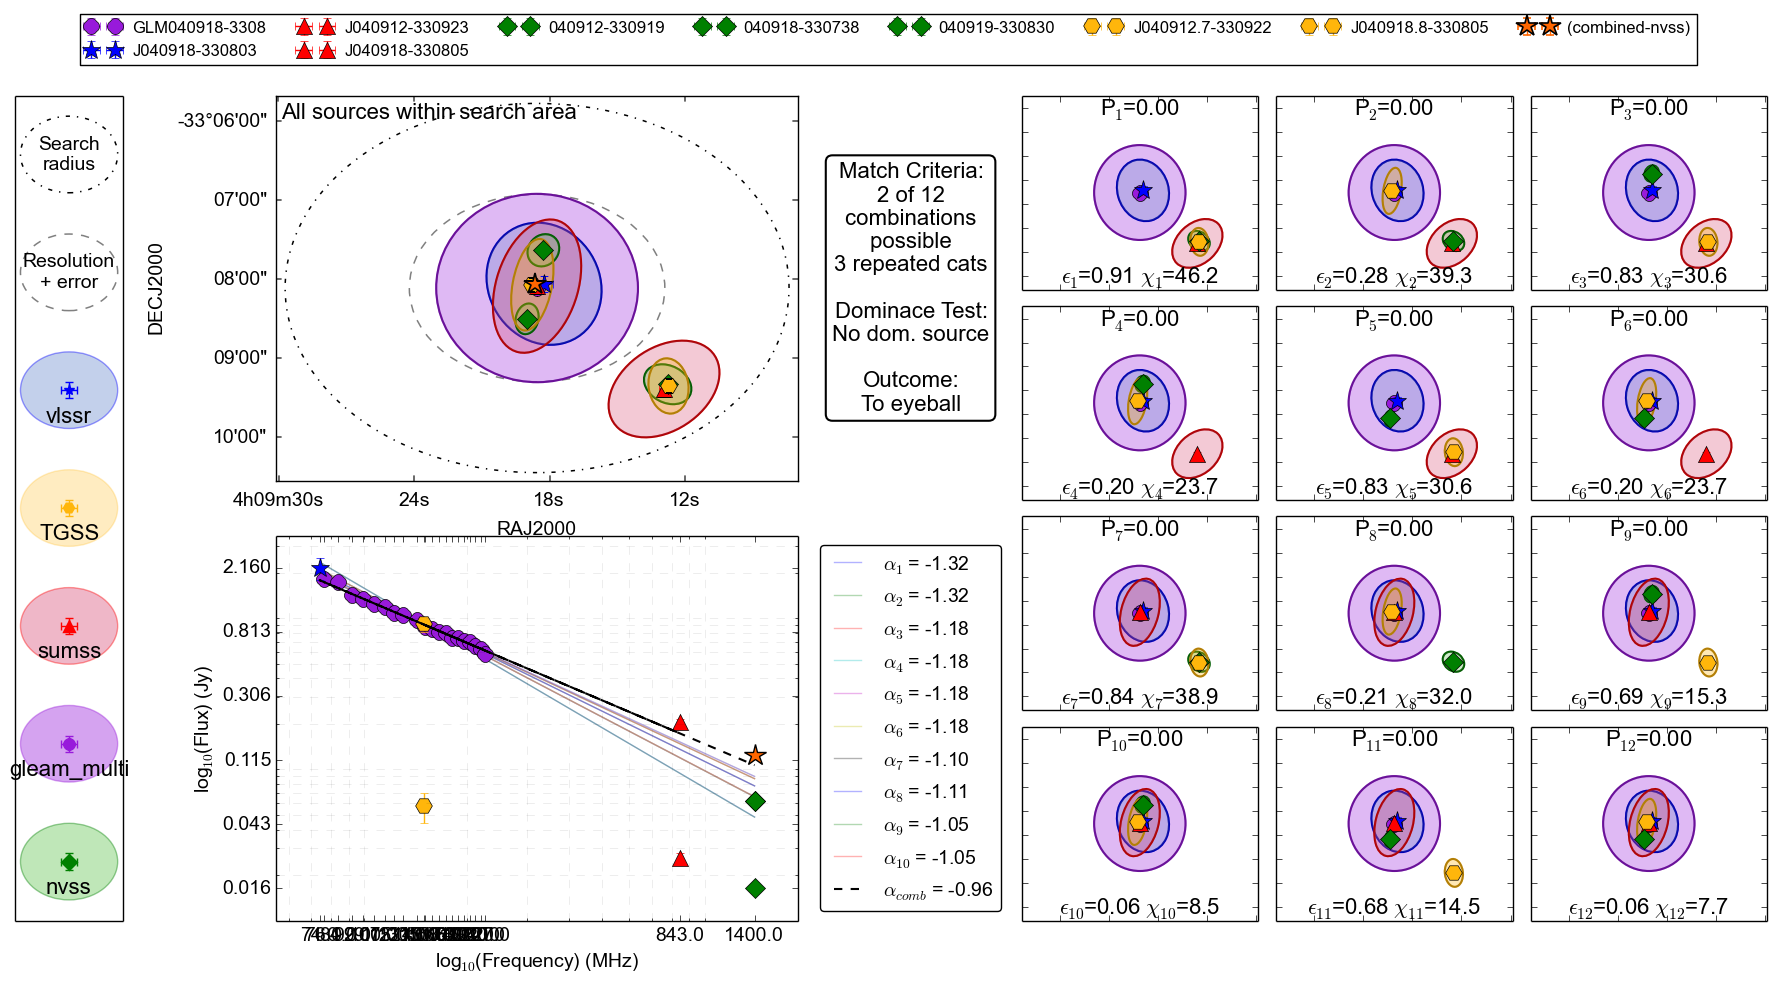 GLM040918-3308
J040912-330923
040912-330919
040918-330738
040919-330830
J040912.7-330922
J040918.8-330805
(combined-nvss)
J040918-330803
J040918-330805
Search
radius
Resolution
+ error
vlssr
TGSS
sumss
gleam_multi
nvss
All sources within search area
DECJ2000
-33°06'00"
07'00"
08'00"
09'00"
10'00"
4h09m30s
24s
18s
12s
RAJ2000
Match Criteria:
2 of 12
combinations
possible
3 repeated cats
Dominace Test:
No dom. source
Outcome:
To eyeball
log10(Flux) (Jy)
2.160
0.813
0.306
0.115
0.043
0.016
843.0
1400.0
log10(Frequency) (MHz)
α1 = -1.32
α2 = -1.32
α3 = -1.18
α4 = -1.18
α5 = -1.18
α6 = -1.18
α7 = -1.10
α8 = -1.11
α9 = -1.05
α10 = -1.05
αcomb = -0.96
P1=0.00
ϵ1=0.91 χ1=46.2
P2=0.00
ϵ2=0.28 χ2=39.3
P3=0.00
ϵ3=0.83 χ3=30.6
P4=0.00
ϵ4=0.20 χ4=23.7
P5=0.00
ϵ5=0.83 χ5=30.6
P6=0.00
ϵ6=0.20 χ6=23.7
P7=0.00
ϵ7=0.84 χ7=38.9
P8=0.00
ϵ8=0.21 χ8=32.0
P9=0.00
ϵ9=0.69 χ9=15.3
P10=0.00
ϵ10=0.06 χ10=8.5
P11=0.00
ϵ11=0.68 χ11=14.5
P12=0.00
ϵ12=0.06 χ12=7.7